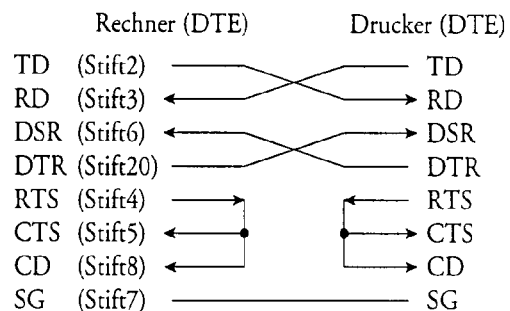 Rechner (DTE) Drucker (DTE)
TD (Stift2) TD
RD (Stift3) RD
DSR (Stift6) DSR
DTR (Stift20) DTR
RTS (Stift4) RTS
CTS (Stift5) CTS
CD (Stift8) CD
SG (Stift7) SG